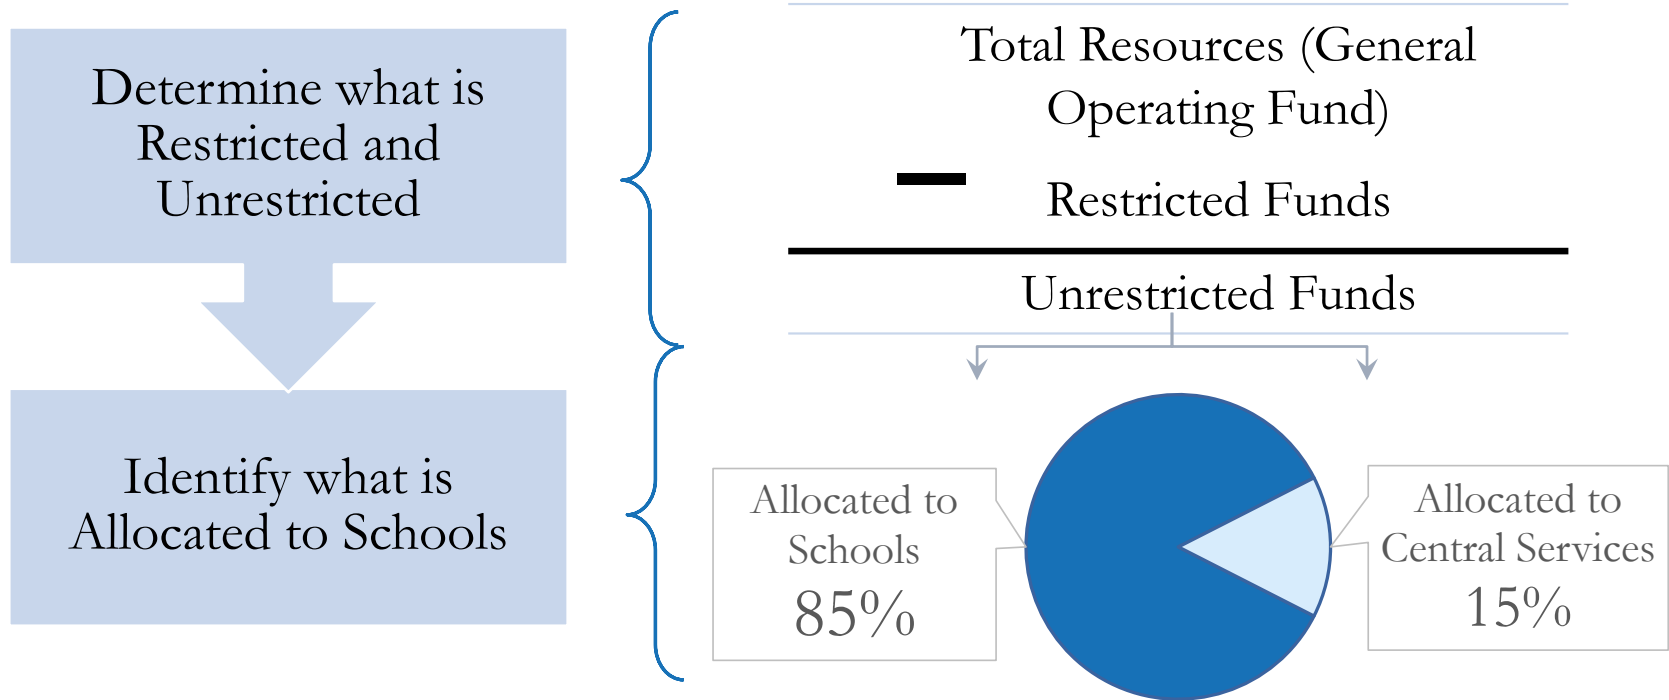 Determine what is
Restricted and
Unrestricted
Identify what is
Allocated to Schools
Total Resources (General
Operating Fund)
Restricted Funds
Unrestricted Funds
Allocated to
Schools
85%
Allocated to
Central Services
15%